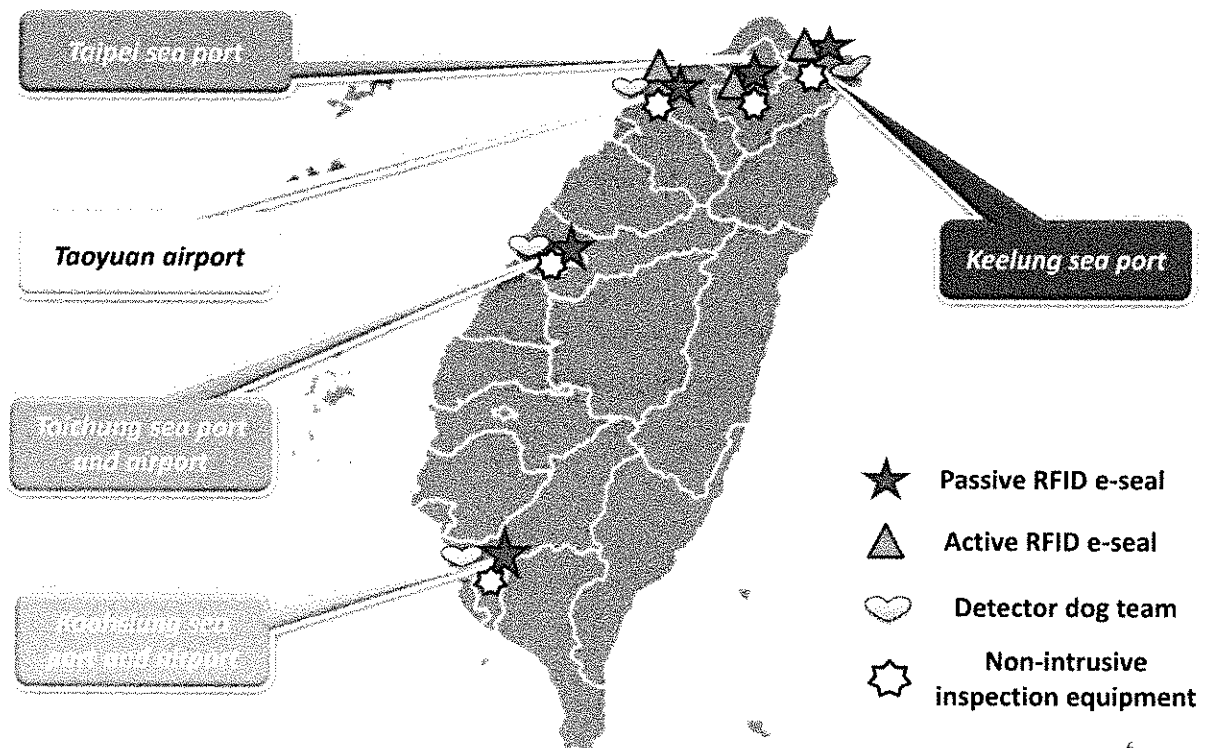 Taipei sea port
Taoyuan airport
Keelung sea port
Taichung sea port
and airport
Kaohsiung sea
port and airport
Passive RFID e-seal
Active RFID e-seal
Detector dog team
Non-intrusive
inspection equipment
6